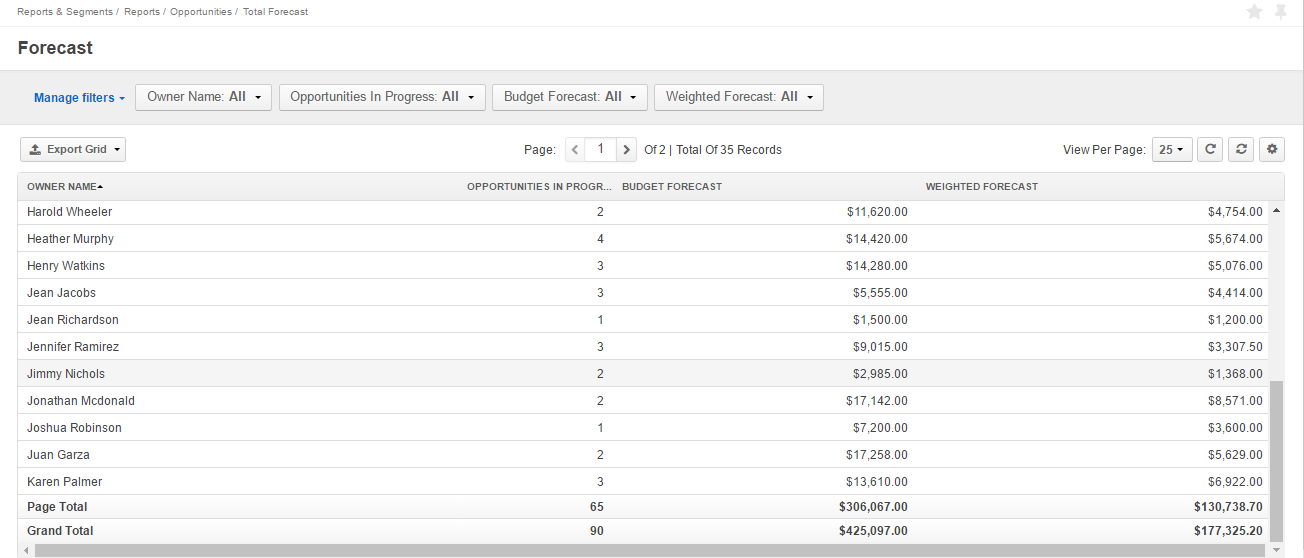 Reports & Segments / Reports / Opportunities / Total Forecast
Forecast
Manage filters Owner Name: All Opportunities In Progress: All Budget Forecast: All Weighted Forecast: All
Export Grid Page: 1 Of 2 | Total Of 35 Records View Per Page: 25
OWNER NAME OPPORTUNITIES IN PROGR... BUDGET FORECAST WEIGHTED FORECAST
Harold Wheeler 2 $11,620.00 $4,754.00
Heather Murphy 4 $14,420.00 $5,674.00
Henry Watkins 3 $14,280.00 $5,076.00
Jean Jacobs 3 $5,555.00 $4,414.00
Jean Richardson 1 $1,500.00 $1,200.00
Jennifer Ramirez 3 $9,015.00 $3,307.50
Jimmy Nichols 2 $2,985.00 $1,368.00
Jonathan Mcdonald 2 $17,142.00 $8,571.00
Joshua Robinson 1 $7,200.00 $3,600.00
Juan Garza 2 $17,258.00 $5,629.00
Karen Palmer 3 $13,610.00 $6,922.00
Page Total 65 $306,067.00 $130,738.70
Grand Total 90 $425,097.00 $177,325.20